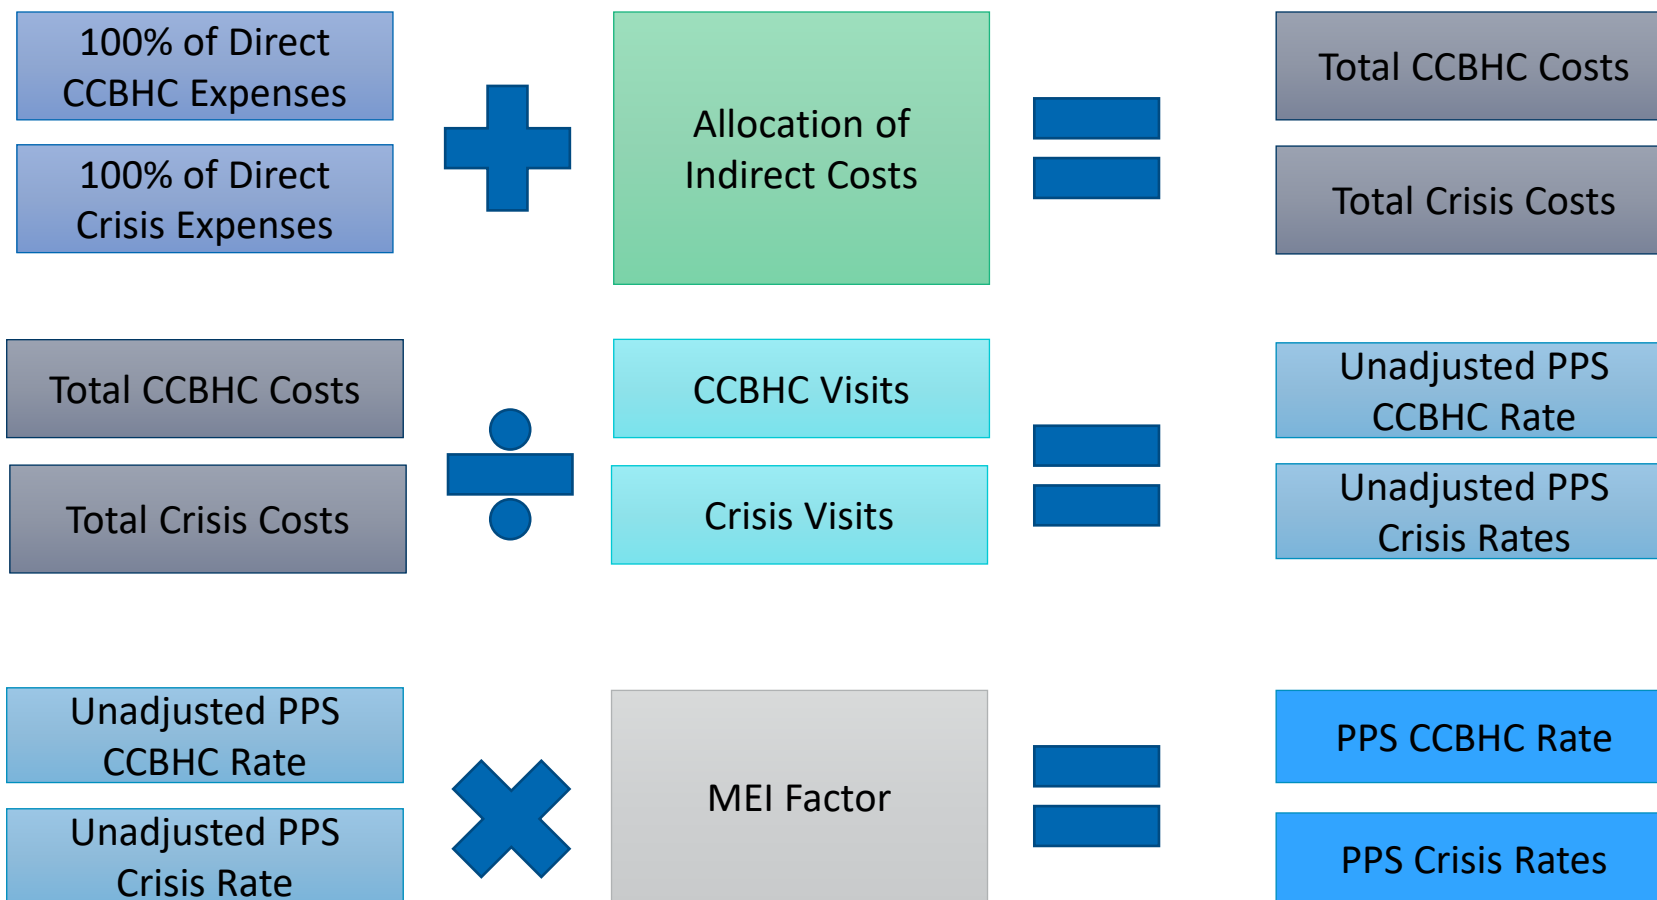 100% of Direct
CCBHC Expenses
100% of Direct
Crisis Expenses
Allocation of
Indirect Costs
Total CCBHC Costs
Total Crisis Costs
Total CCBHC Costs
Total Crisis Costs
CCBHC Visits
Crisis Visits
Unadjusted PPS
CCBHC Rate
Unadjusted PPS
Crisis Rates
Unadjusted PPS
CCBHC Rate
Unadjusted PPS
Crisis Rate
MEI Factor
PPS CCBHC Rate
PPS Crisis Rates